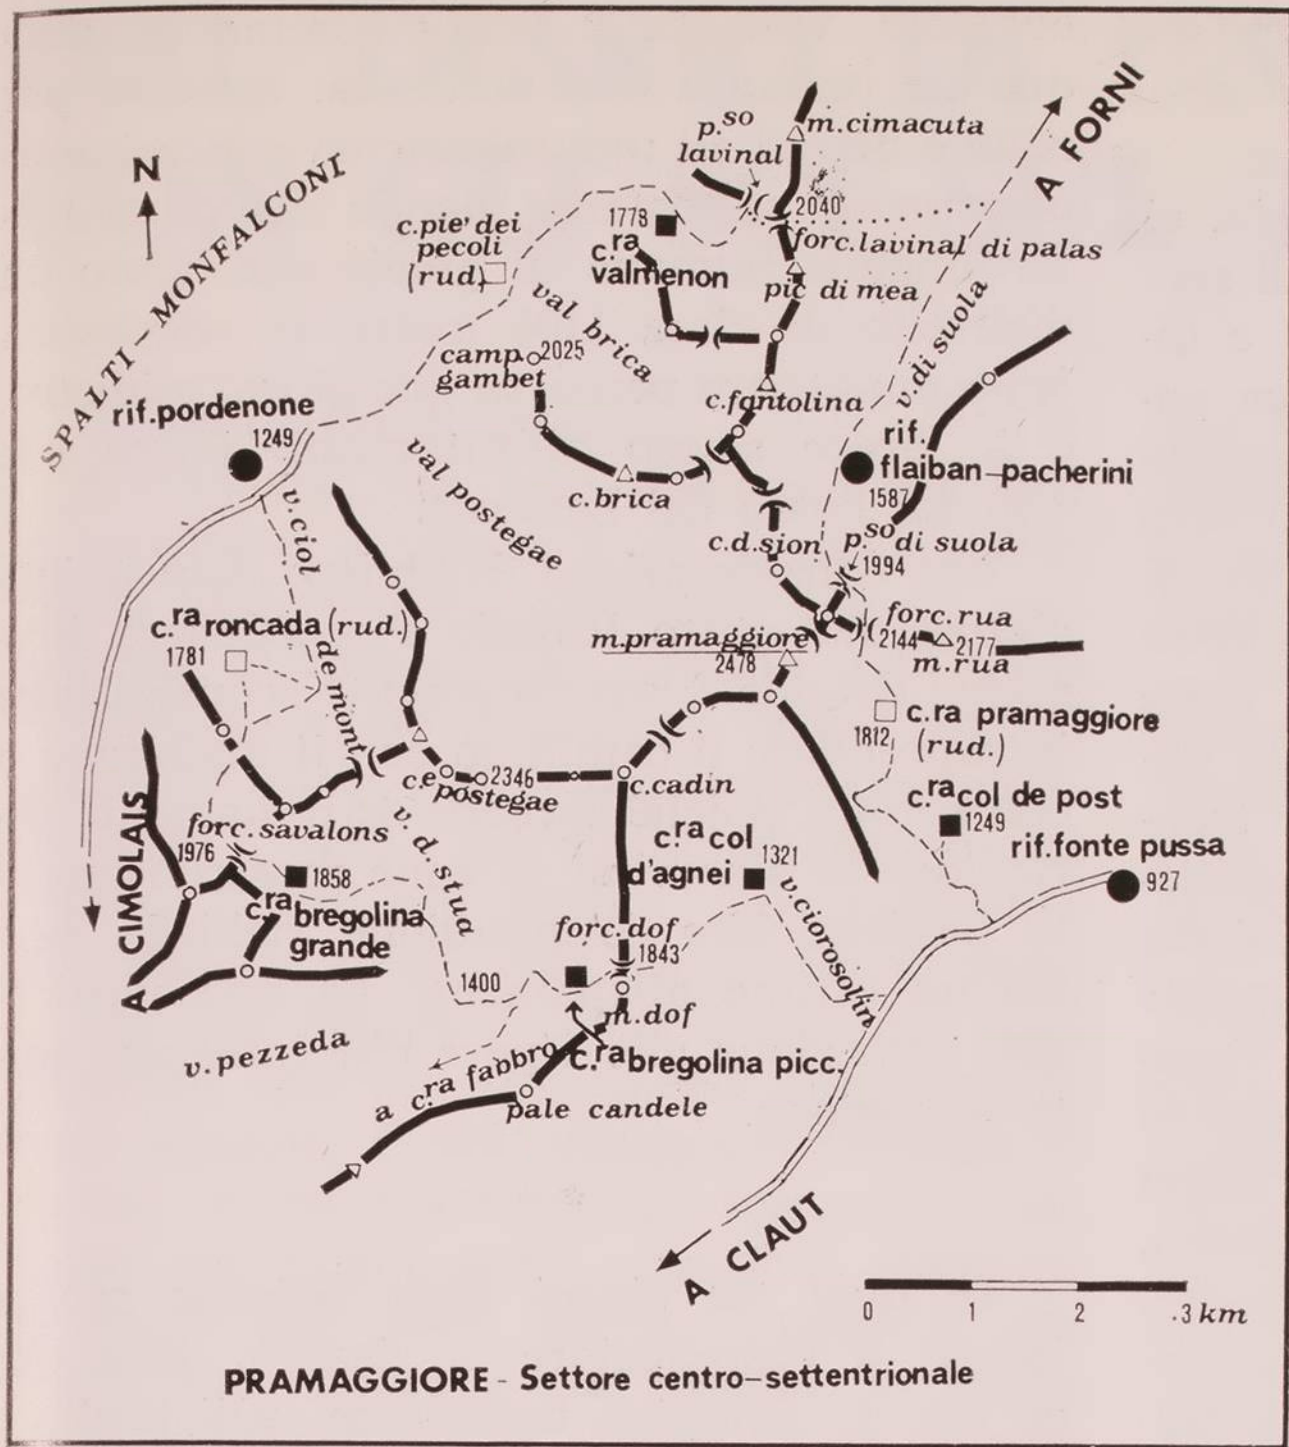 A FORNI
m.cimacuta
p.so
lavinal
N
SPALTI – MONFALCONI
2040
1778
c.pie' dei
pecoli
(rud.)
c.ra
valmenon
forc.lavinal di palas
pic di mea
val brica
v.di suola
camp.
gambet
2025
c.fantolina
rif.pordenone
1249
rif.
flaiban–pacherini
1587
val postegae
c.brica
v.ciol
de mont
c.d.sion
p.so di suola
1994
c.ra roncada (rud.)
1781
forc.rua
2144
2177
m.rua
m.pramaggiore
2478
c.ra pramaggiore
(rud.)
1812
c.e postegae
2346
c.cadin
c.ra col de post
1249
rif.fonte pussa
927
A CIMOLAIS
forc.savalons
1976
1858
c.ra bregolina
grande
v. d. stua
c.ra col
d'agnei
1321
v.ciorosolin
forc.dof
1843
1400
m.dof
v.pezzeda
a c.ra fabbro
c.ra bregolina picc.
pale candele
A CLAUT
0 1 2 .3 km
PRAMAGGIORE - Settore centro–settentrionale